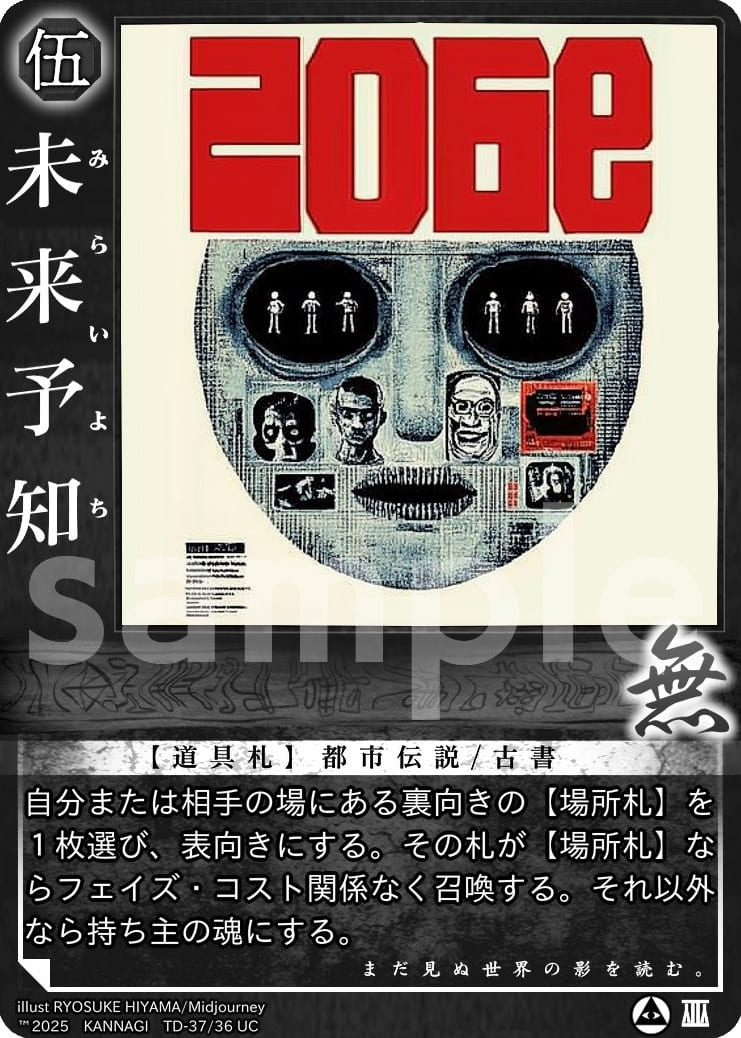 伍
未来予知
みらいよち
206e
sample
無
【道具札】都市伝説/古書
自分または相手の場にある裏向きの【場所札】を
１枚選び、表向きにする。その札が【場所札】な
らフェイズ・コスト関係なく召喚する。それ以外
なら持ち主の魂にする。
まだ見ぬ世界の影を読む。
illust RYOSUKE HIYAMA/Midjourney
™2025 KANNAGI TD-37/36 UC